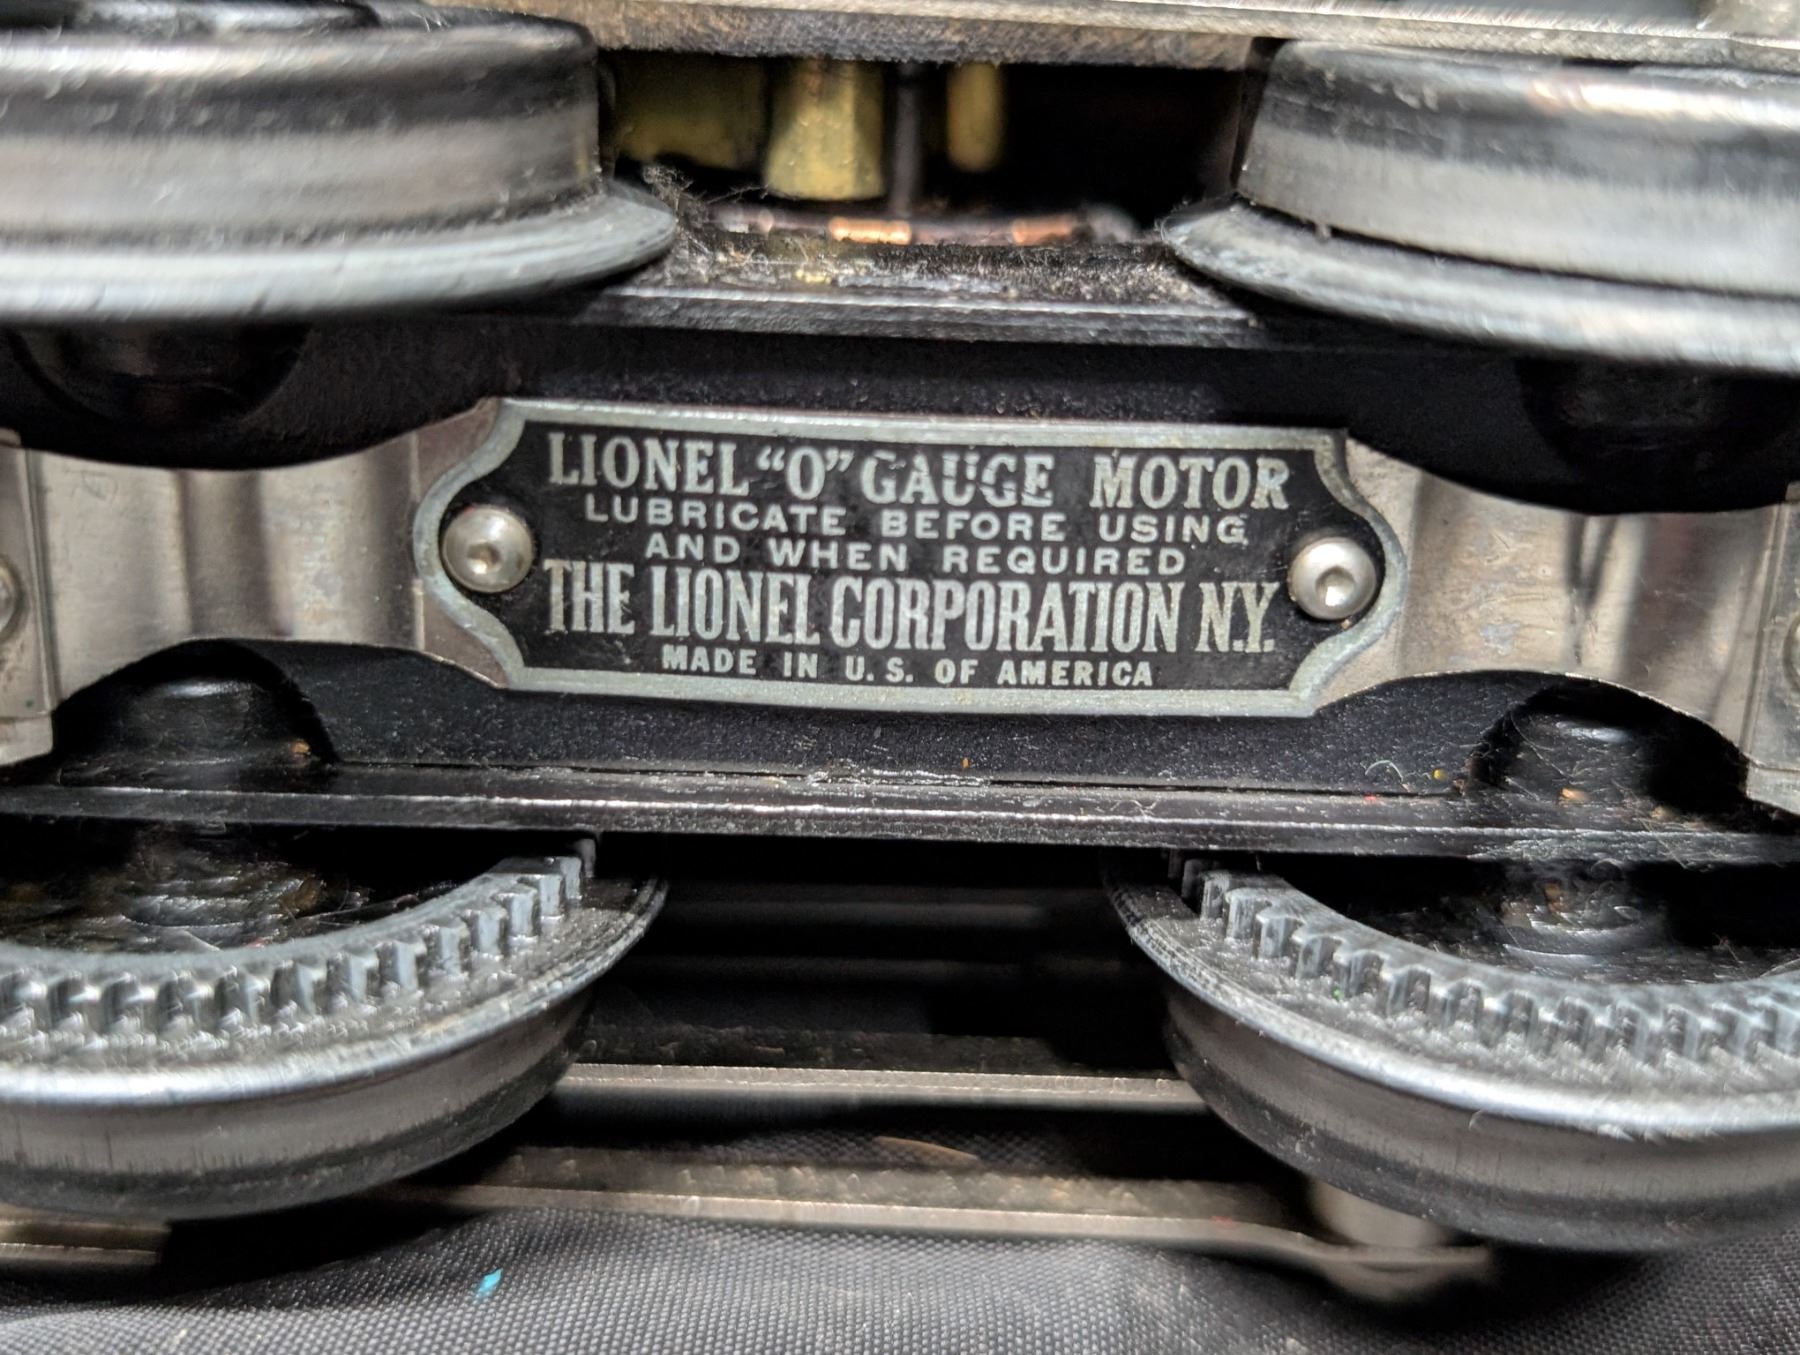 LIONEL “O” GAUGE MOTOR
LUBRICATE BEFORE USING
AND WHEN REQUIRED
THE LIONEL CORPORATION N.Y.
MADE IN U.S. OF AMERICA